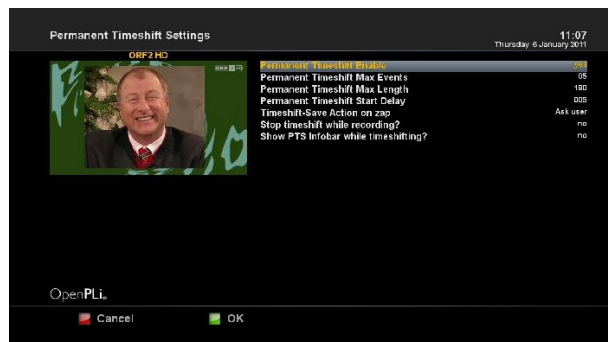 Permanent Timeshift Settings
11:07
Thursday 6 January 2011
ORF2 HD
Permanent Timeshift Enable yes
Permanent Timeshift Max Events 05
Permanent Timeshift Max Length 180
Permanent Timeshift Start Delay 005
Timeshift-Save Action on zap Ask user
Stop timeshift while recording? no
Show PTS Infobar while timeshifting? no
OpenPLi.
Cancel
OK